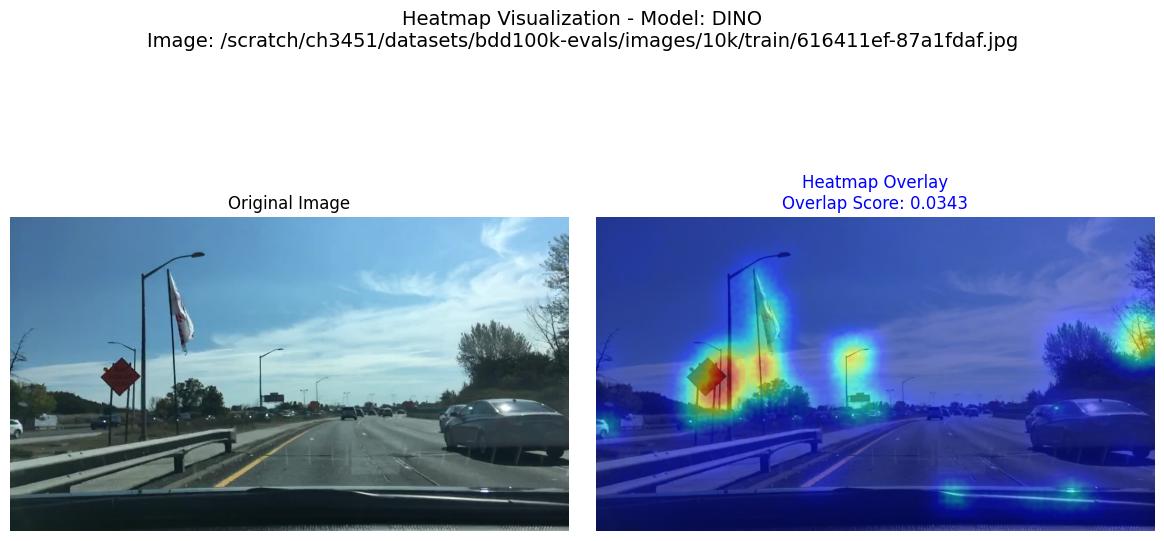 Heatmap Visualization - Model: DINO
Image: /scratch/ch3451/datasets/bdd100k-evals/images/10k/train/616411ef-87a1fdaf.jpg
Original Image
Heatmap Overlay
Overlap Score: 0.0343